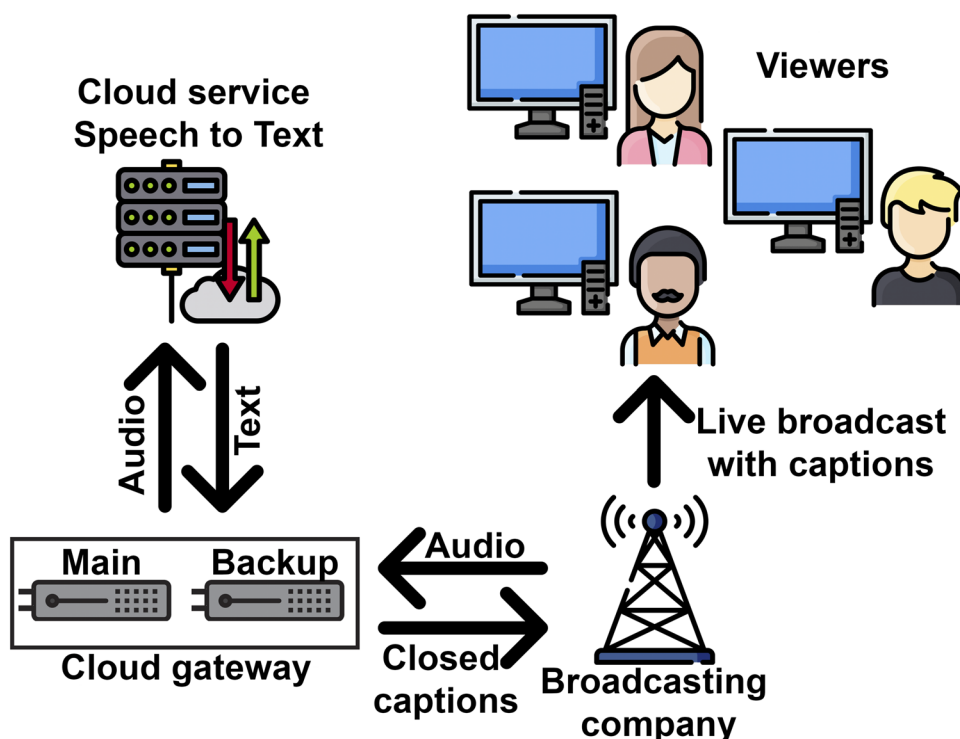 Cloud service
Speech to Text
Viewers
Audio
Text
Live broadcast
with captions
Main
Backup
Cloud gateway
Audio
Closed
captions
Broadcasting
company